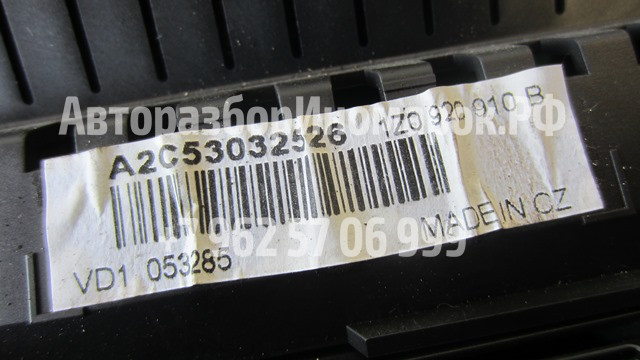 АвторазборИномарок.РФ
A2C53032526 1Z0 920 910 B
+7 962 57 06 999
VD1 053285 MADE IN CZ